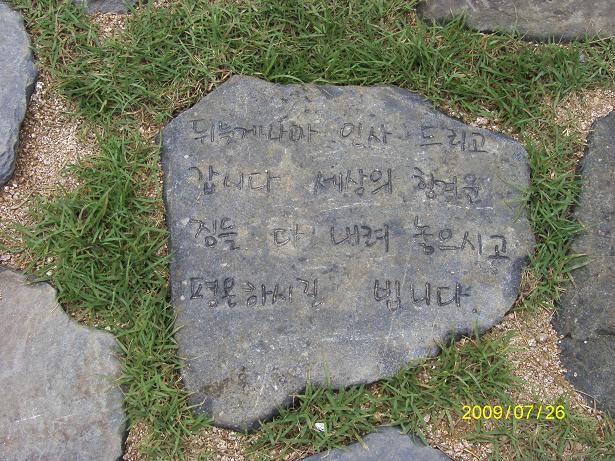 뒤늦게나마 인사 드리고
갑니다 세상의 힘겨운
짐들 다 내려 놓으시고
평온하시길 빕니다.
2009/07/26